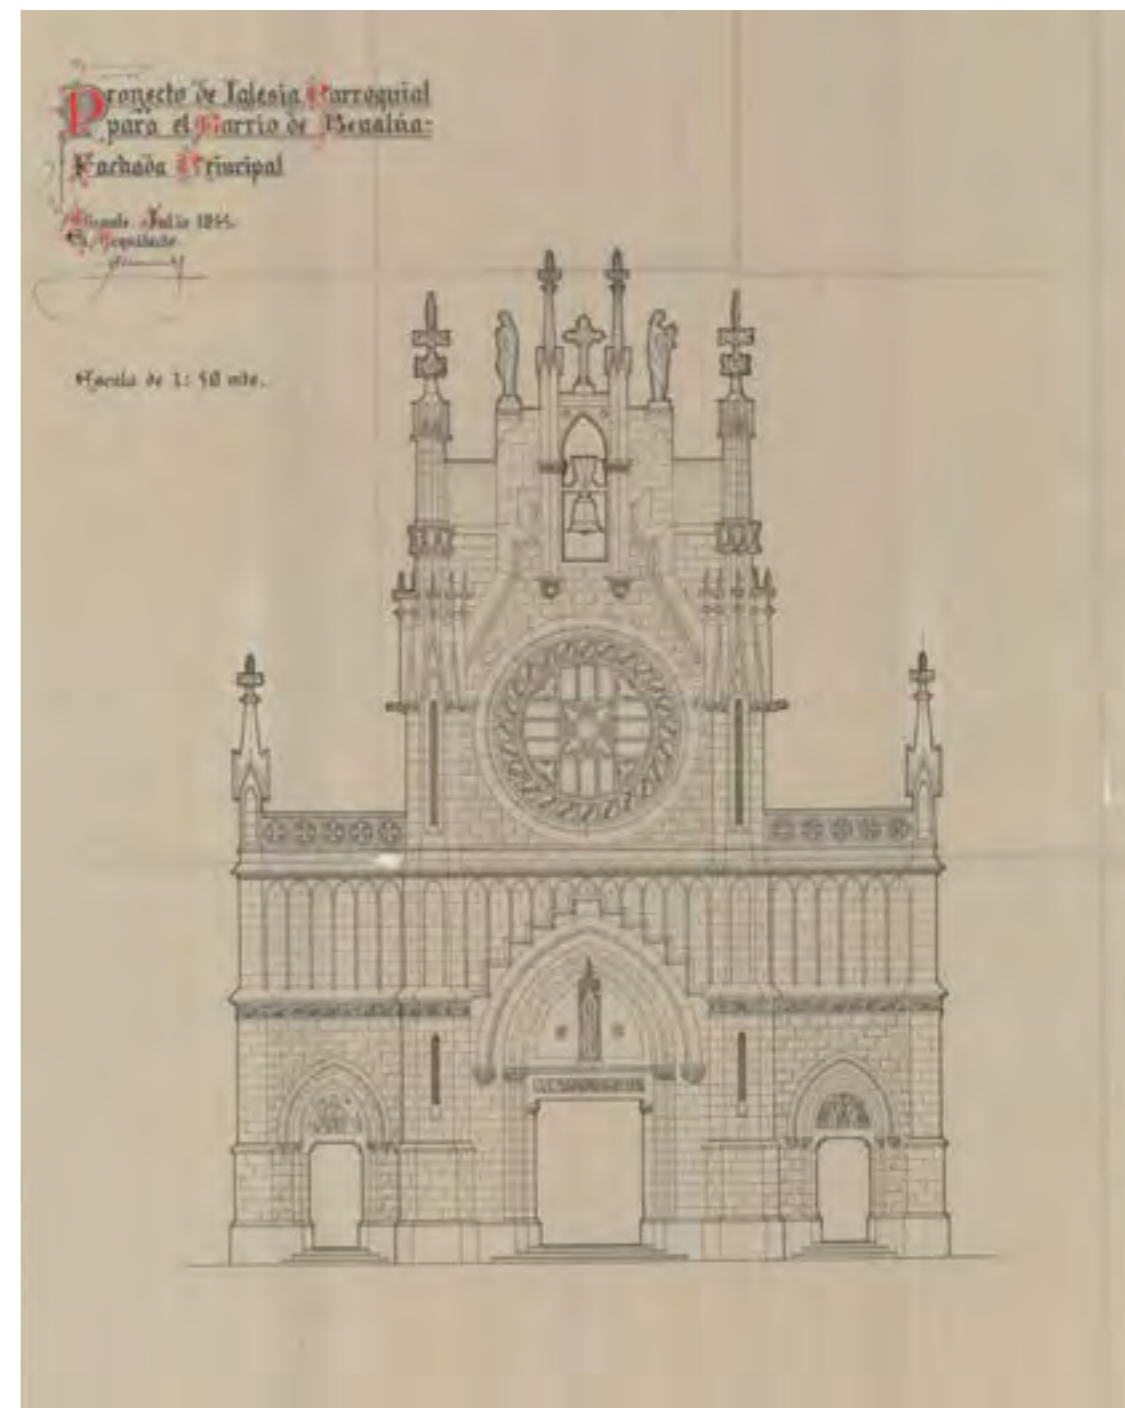 Proyecto de Iglesia Parroquial
para el Barrio de Benalúa-
Fachada Principal
Alicante Julio
El Arquitecto
Escala de 1: 50 mts.